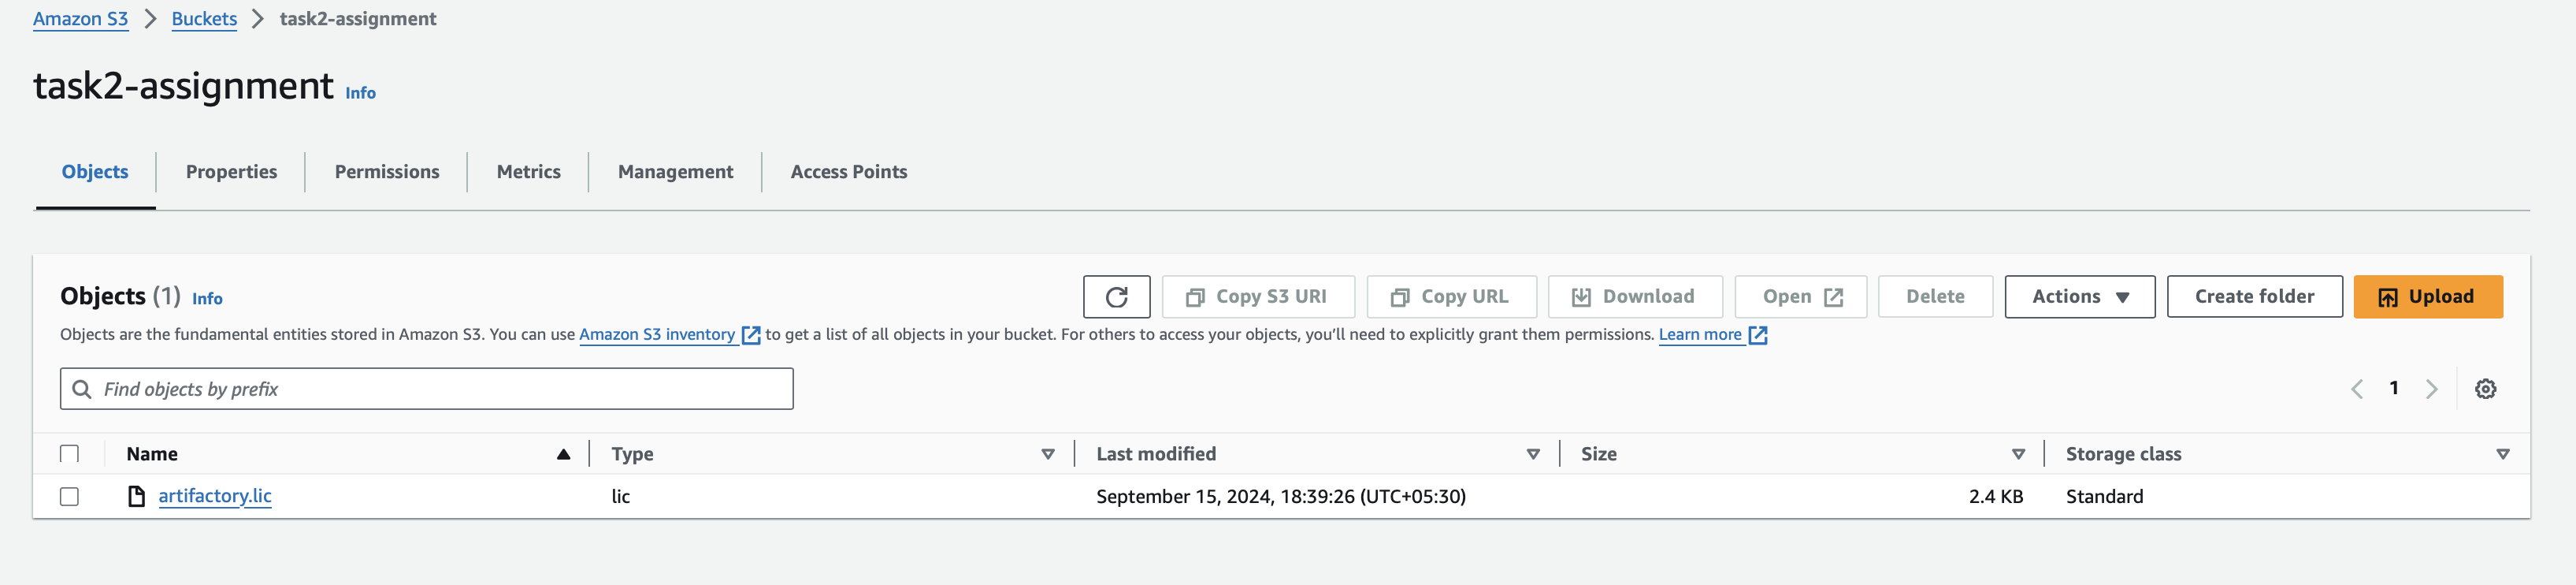 Amazon S3 > Buckets > task2-assignment
task2-assignment Info
Objects Properties Permissions Metrics Management Access Points
Objects (1) Info Copy S3 URI Copy URL Download Open Delete Actions Create folder Upload
Objects are the fundamental entities stored in Amazon S3. You can use Amazon S3 inventory to get a list of all objects in your bucket. For others to access your objects, you’ll need to explicitly grant them permissions. Learn more
Find objects by prefix 1
Name Type Last modified Size Storage class
artifactory.lic lic September 15, 2024, 18:39:26 (UTC+05:30) 2.4 KB Standard